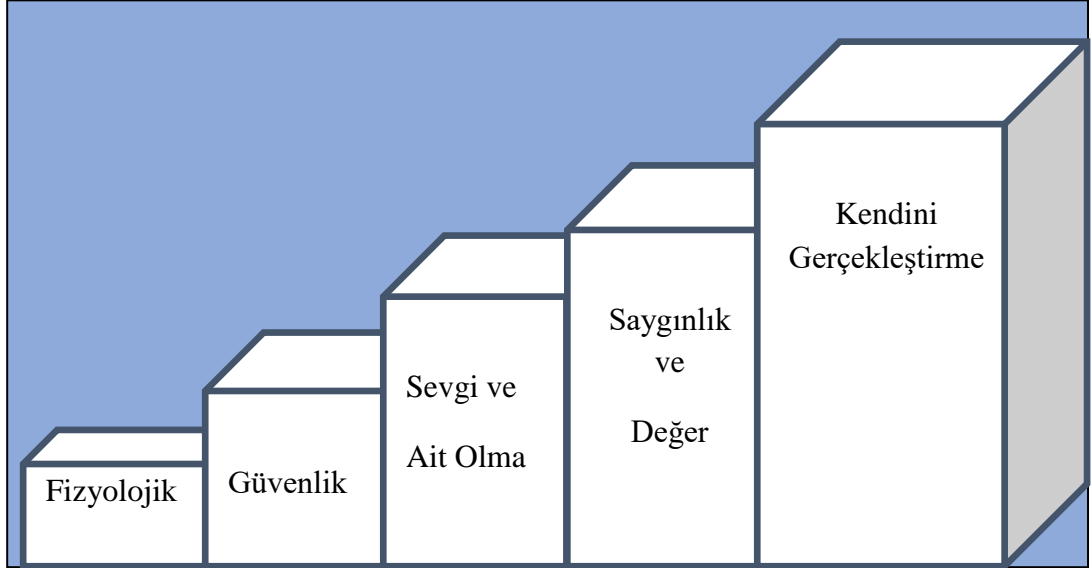 Fizyolojik
Güvenlik
Sevgi ve
Ait Olma
Saygınlık
ve
Değer
Kendini
Gerçekleştirme